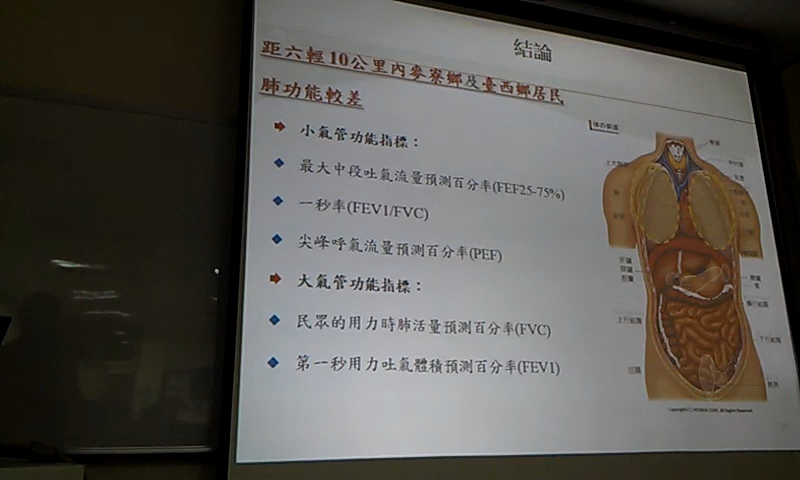 結論
距六輕10公里內麥寮鄉及臺西鄉居民
肺功能較差
小氣管功能指標：
最大中段吐氣流量預測百分率(FEF25-75%)
一秒率(FEV1/FVC)
尖峰呼氣流量預測百分率(PEF)
大氣管功能指標：
民眾的用力時肺活量預測百分率(FVC)
第一秒用力吐氣體積預測百分率(FEV1)